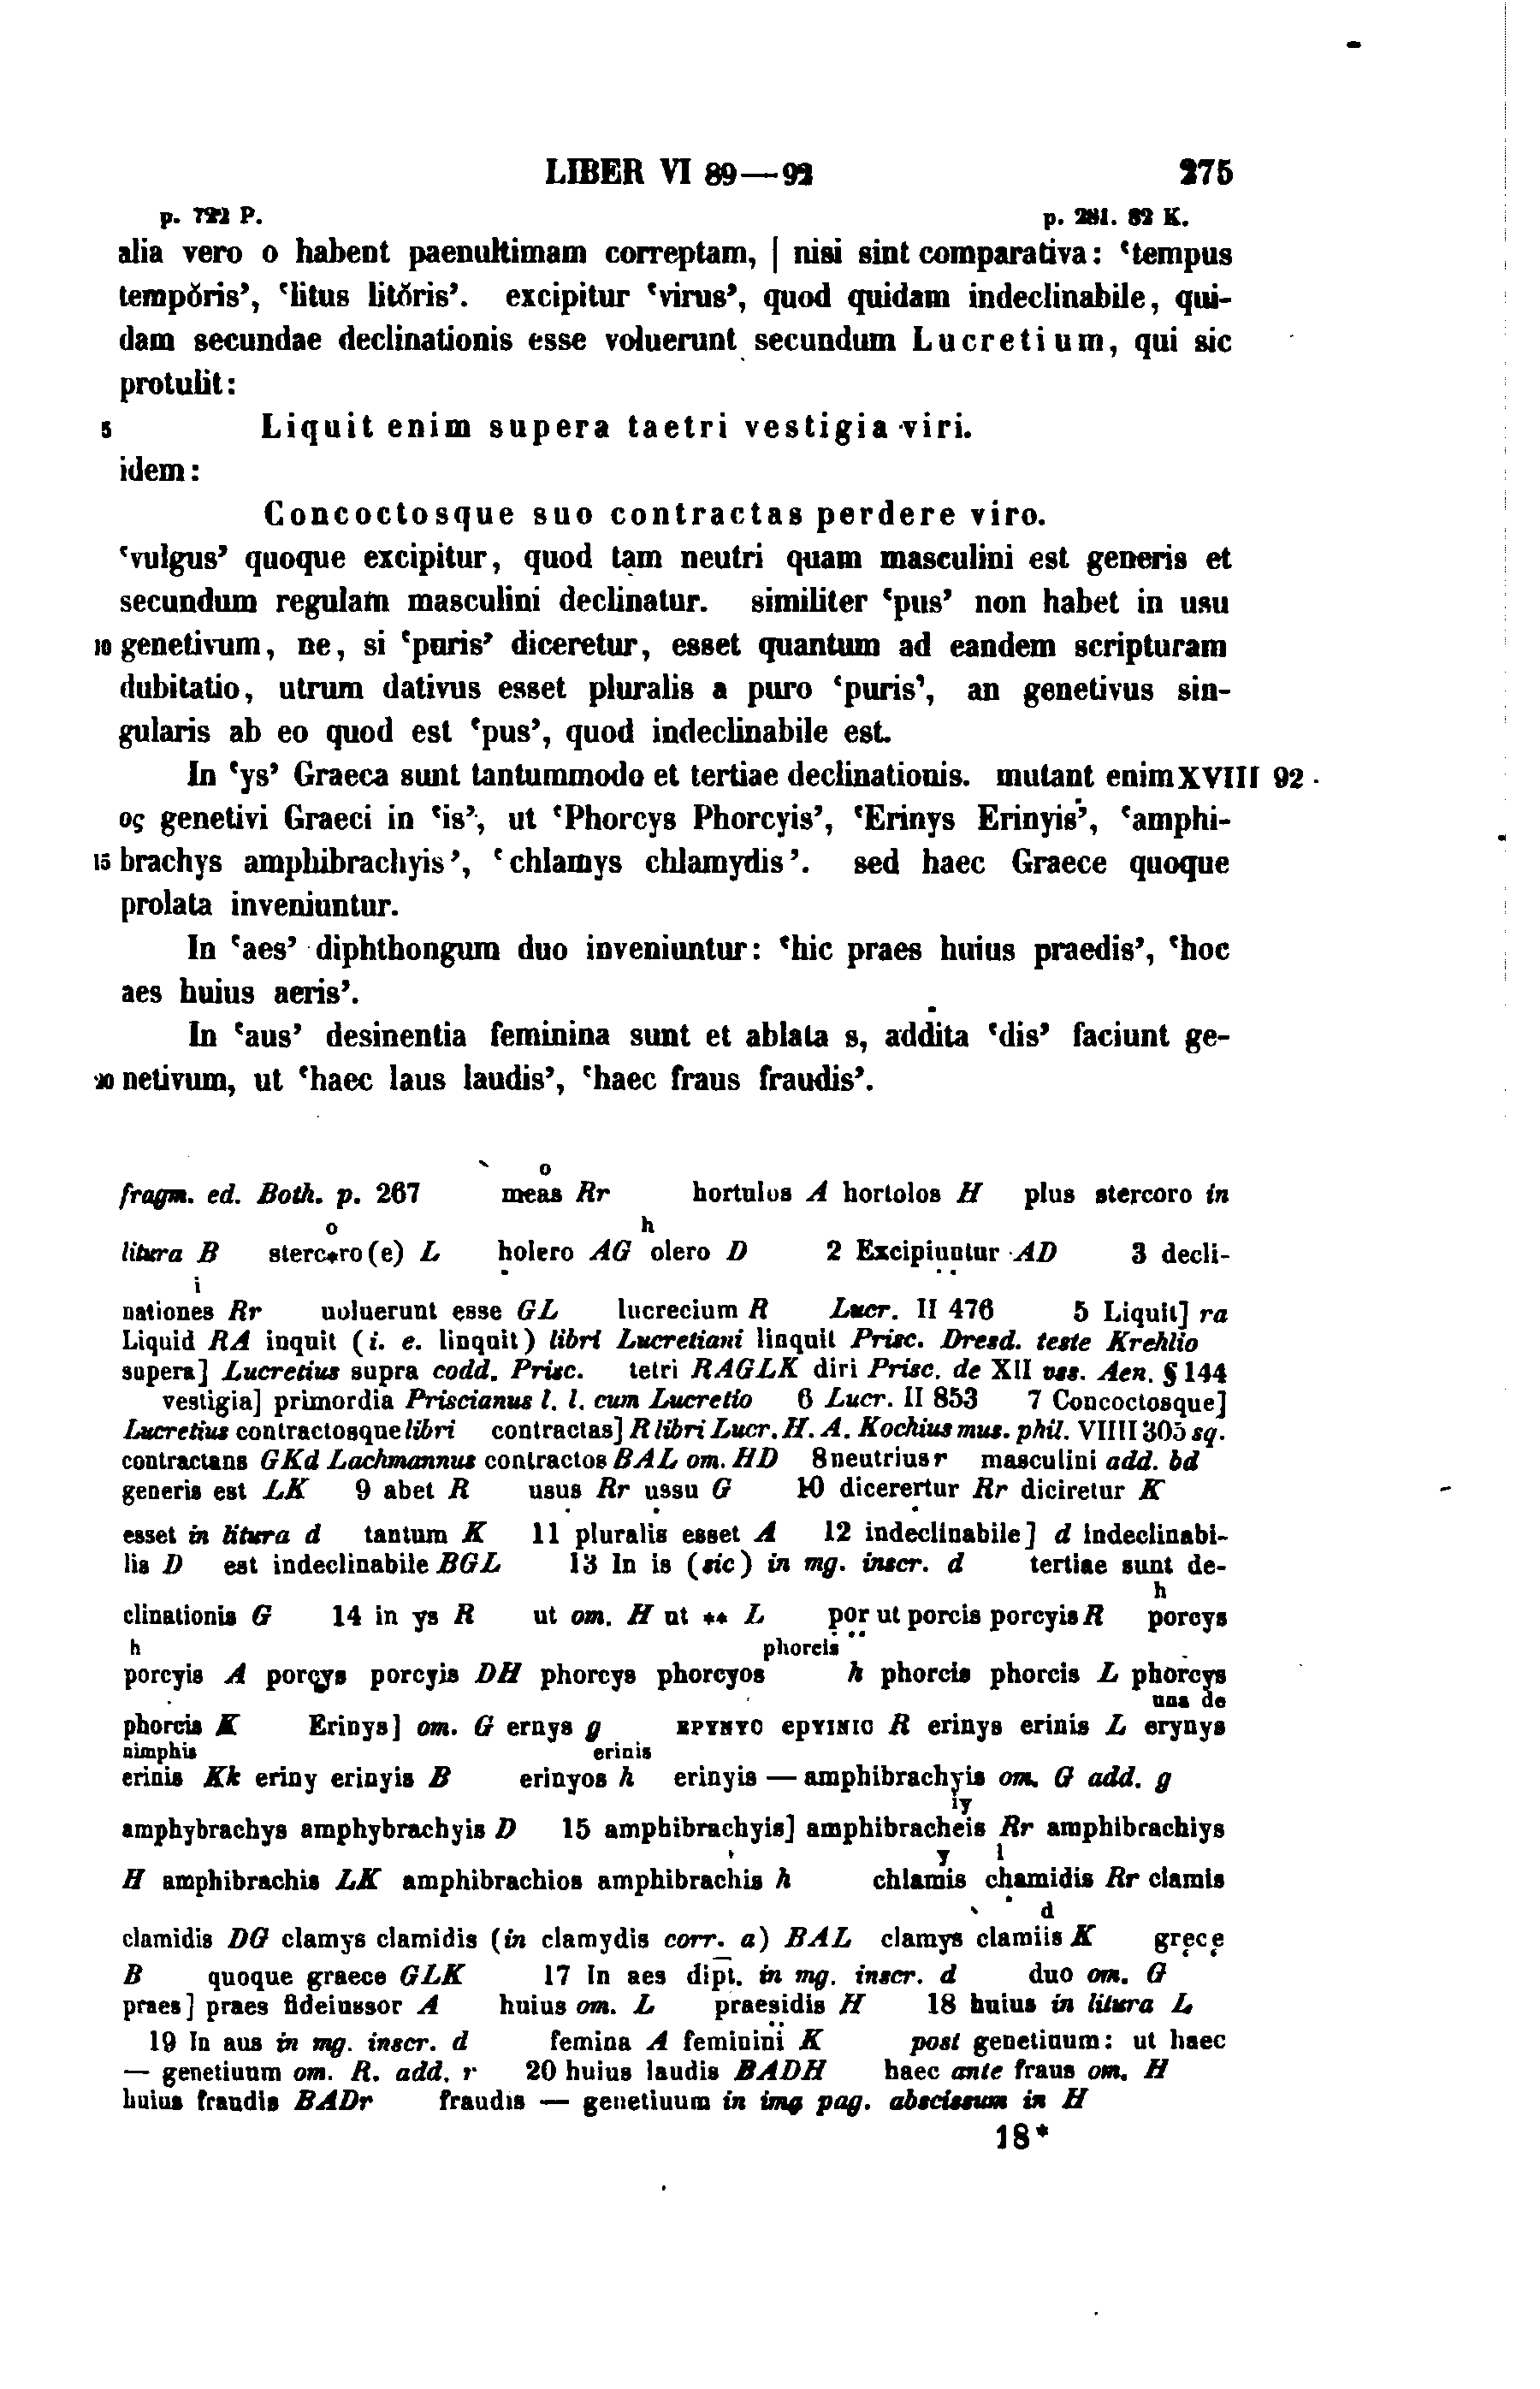 LIBER VI 89—92 275
p. 722 P. p. 281. 82 K.
alia vero o habent paenultimam correptam, | nisi sint comparativa: ‘tempus
tempŏris’, ‘litus litŏris’. excipitur ‘virus’, quod quidam indeclinabile, qui-
dam secundae declinationis esse voluerunt secundum Lucretium, qui sic
protulit:
5 Liquit enim supera taetri vestigia viri.
idem:
Concoctosque suo contractas perdere viro.
‘vulgus’ quoque excipitur, quod tam neutri quam masculini est generis et
secundum regulam masculini declinatur. similiter ‘pus’ non habet in usu
10 genetivum, ne, si ‘puris’ diceretur, esset quantum ad eandem scripturam
dubitatio, utrum dativus esset pluralis a puro ‘puris’, an genetivus sin-
gularis ab eo quod est ‘pus’, quod indeclinabile est.
In ‘ys’ Graeca sunt tantummodo et tertiae declinationis. mutant enim XVIII 92
ος genetivi Graeci in ‘is’, ut ‘Phorcys Phorcyis’, ‘Erinys Erinyis’, ‘amphi-
15 brachys amphibrachyis’, ‘chlamys chlamydis’. sed haec Graece quoque
prolata inveniuntur.
In ‘aes’ diphthongum duo inveniuntur: ‘hic praes huius praedis’, ‘hoc
aes huius aeris’.
In ‘aus’ desinentia feminina sunt et ablata s, addita ‘dis’ faciunt ge-
20 netivum, ut ‘haec laus laudis’, ‘haec fraus fraudis’.
o
fragm. ed. Both. p. 267 meas Rr hortulus A hortolos H plus stercoro in
o h
litura B sterc*ro (e) L holero AG olero D 2 Excipiuntur AD 3 decli-
i
nationes Rr uoluerunt esse GL lucrecium R Lucr. II 476 5 Liquit] ra
Liquid RA inquit (i. e. linquit) libri Lucretiani linquit Prisc. Dresd. teste Krehlio
supera] Lucretius supra codd. Prisc. tetri RAGLK diri Prisc. de XII vss. Aen. § 144
vestigia] primordia Priscianus l. l. cum Lucretio 6 Lucr. II 853 7 Concoctosque]
Lucretius contractosque libri contractas] R libri Lucr. H. A. Kochius mus. phil. VIIII 305 sq.
contractans GKd Lachmannus contractos BAL om. HD 8 neutrius r masculini add. bd
generis est LK 9 abet R usus Rr ussu G 10 dicerertur Rr diciretur K
esset in litura d tantum K 11 pluralis esset A 12 indeclinabile] d indeclinabi-
lis D est indeclinabile BGL 13 In is (sic) in mg. inscr. d tertiae sunt de-
h
clinationis G 14 in ys R ut om. H ut ** L por ut porcis porcyis R porcys
h phorcis
porcyis A porcys porcyis DH phorcys phorcyos h phorcis phorcis L phorcys
una de
phorcis K Erinys] om. G ernys g ΕΡΥΝΥC epΥΙΝΙC R erinys erinis L erynys
nimphis erinis
erinis Kk eriny erinyis B erinyos h erinyis — amphibrachyis om. G add. g
iy
amphybrachys amphybrachyis D 15 amphibrachyis] amphibracheis Rr amphibrachiys
y l
H amphibrachis LK amphibrachios amphibrachis h chlamis chamidis Rr clamis
d
clamidis DG clamys clamidis (in clamydis corr. a) BAL clamys clamiis K gręcę
B quoque graece GLK 17 In aes dipt. in mg. inscr. d duo om. G
praes] praes fideiussor A huius om. L praesidis H 18 huius in litura L
19 In aus in mg. inscr. d femina A feminini K post genetiuum: ut haec
— genetiuum om. R. add. r 20 huius laudis BADH haec ante fraus om. H
huius fraudis BADr fraudis — genetiuum in img pag. abscissum in H
18*